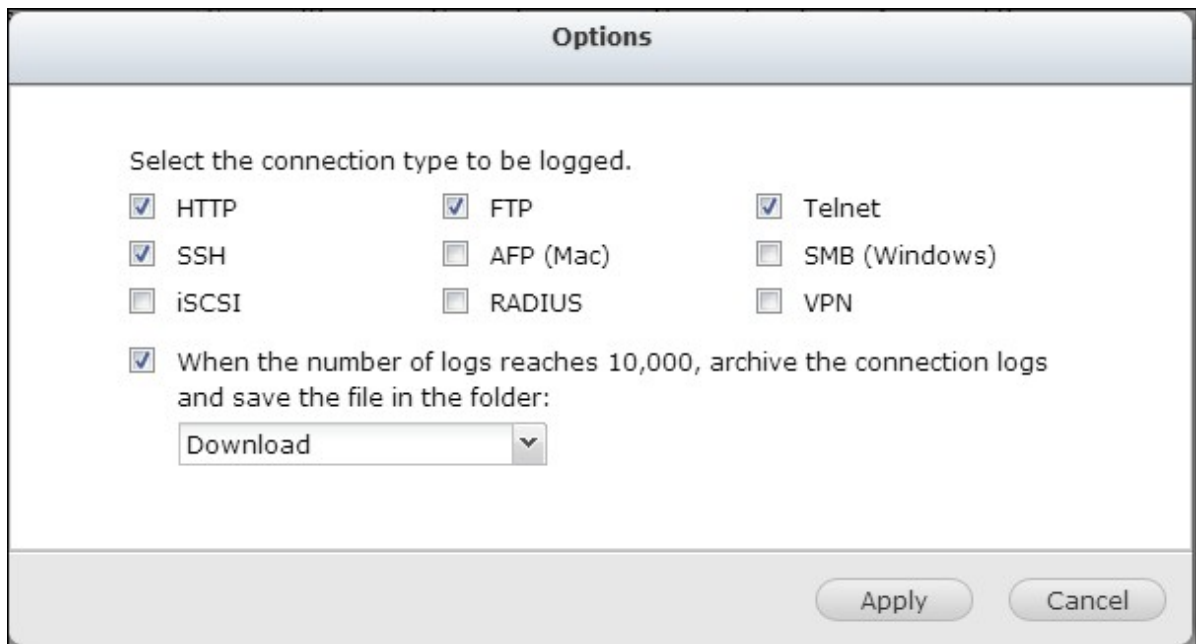 Options
Select the connection type to be logged.
HTTP FTP Telnet
SSH AFP (Mac) SMB (Windows)
iSCSI RADIUS VPN
When the number of logs reaches 10,000, archive the connection logs
and save the file in the folder:
Download
Apply Cancel